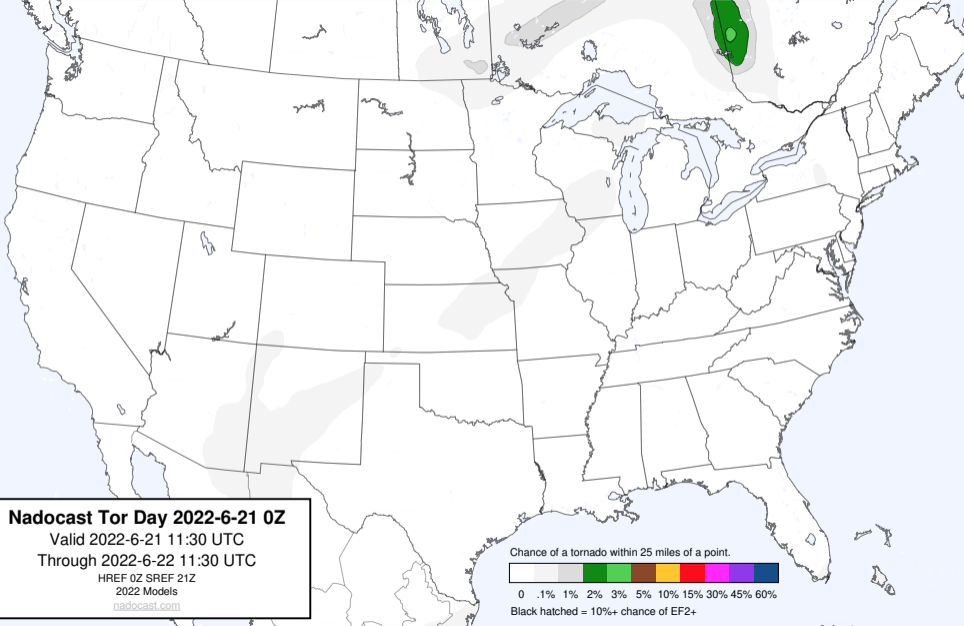 Nadocast Tor Day 2022-6-21 0Z
Valid 2022-6-21 11:30 UTC
Through 2022-6-22 11:30 UTC
HREF 0Z SREF 21Z
2022 Models
nadocast.com
Chance of a tornado within 25 miles of a point.
0 .1% 1% 2% 3% 5% 10% 15% 30% 45% 60%
Black hatched = 10%+ chance of EF2+